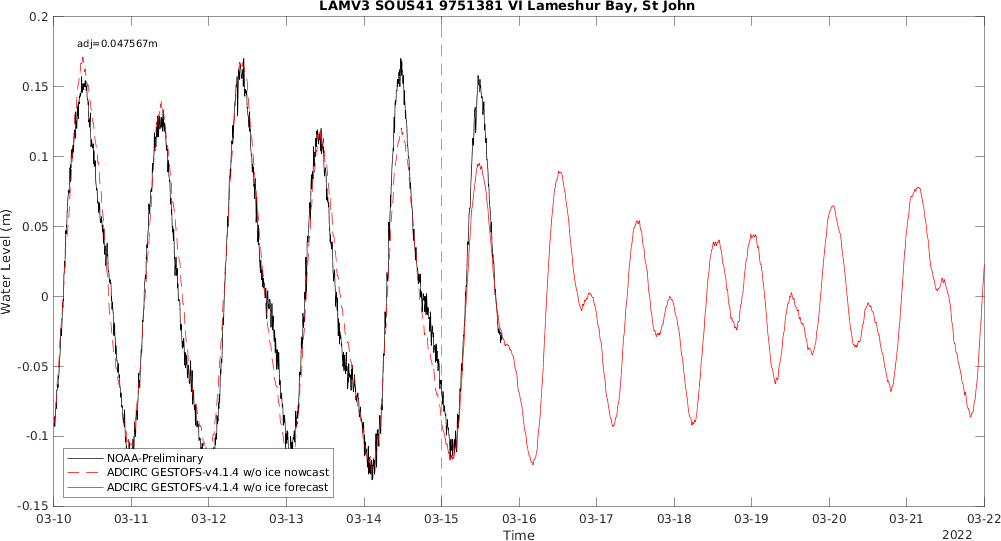 LAMV3 SOUS41 9751381 VI Lameshur Bay, St John
adj=0.047567m
0.2
0.15
0.1
0.05
0
-0.05
-0.1
-0.15
Water Level (m)
NOAA-Preliminary
ADCIRC GESTOFS-v4.1.4 w/o ice nowcast
ADCIRC GESTOFS-v4.1.4 w/o ice forecast
03-10 03-11 03-12 03-13 03-14 03-15 03-16 03-17 03-18 03-19 03-20 03-21 03-22
Time
2022